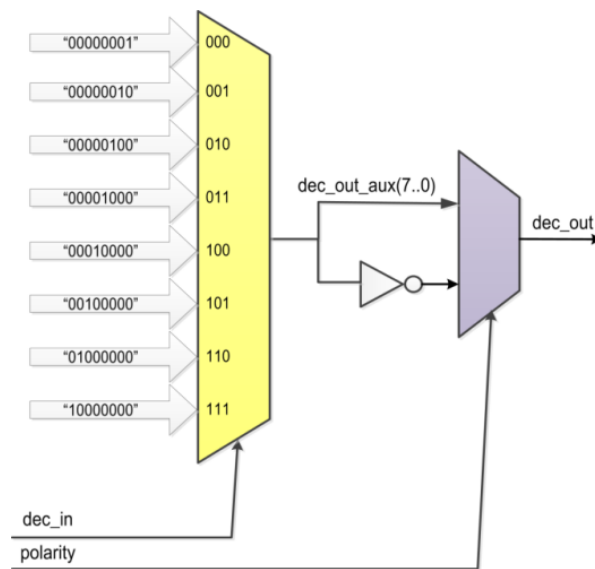 “00000001” 000
“00000010” 001
“00000100” 010
“00001000” 011
dec_out_aux(7..0)
dec_out
“00010000” 100
“00100000” 101
“01000000” 110
“10000000” 111
dec_in
polarity